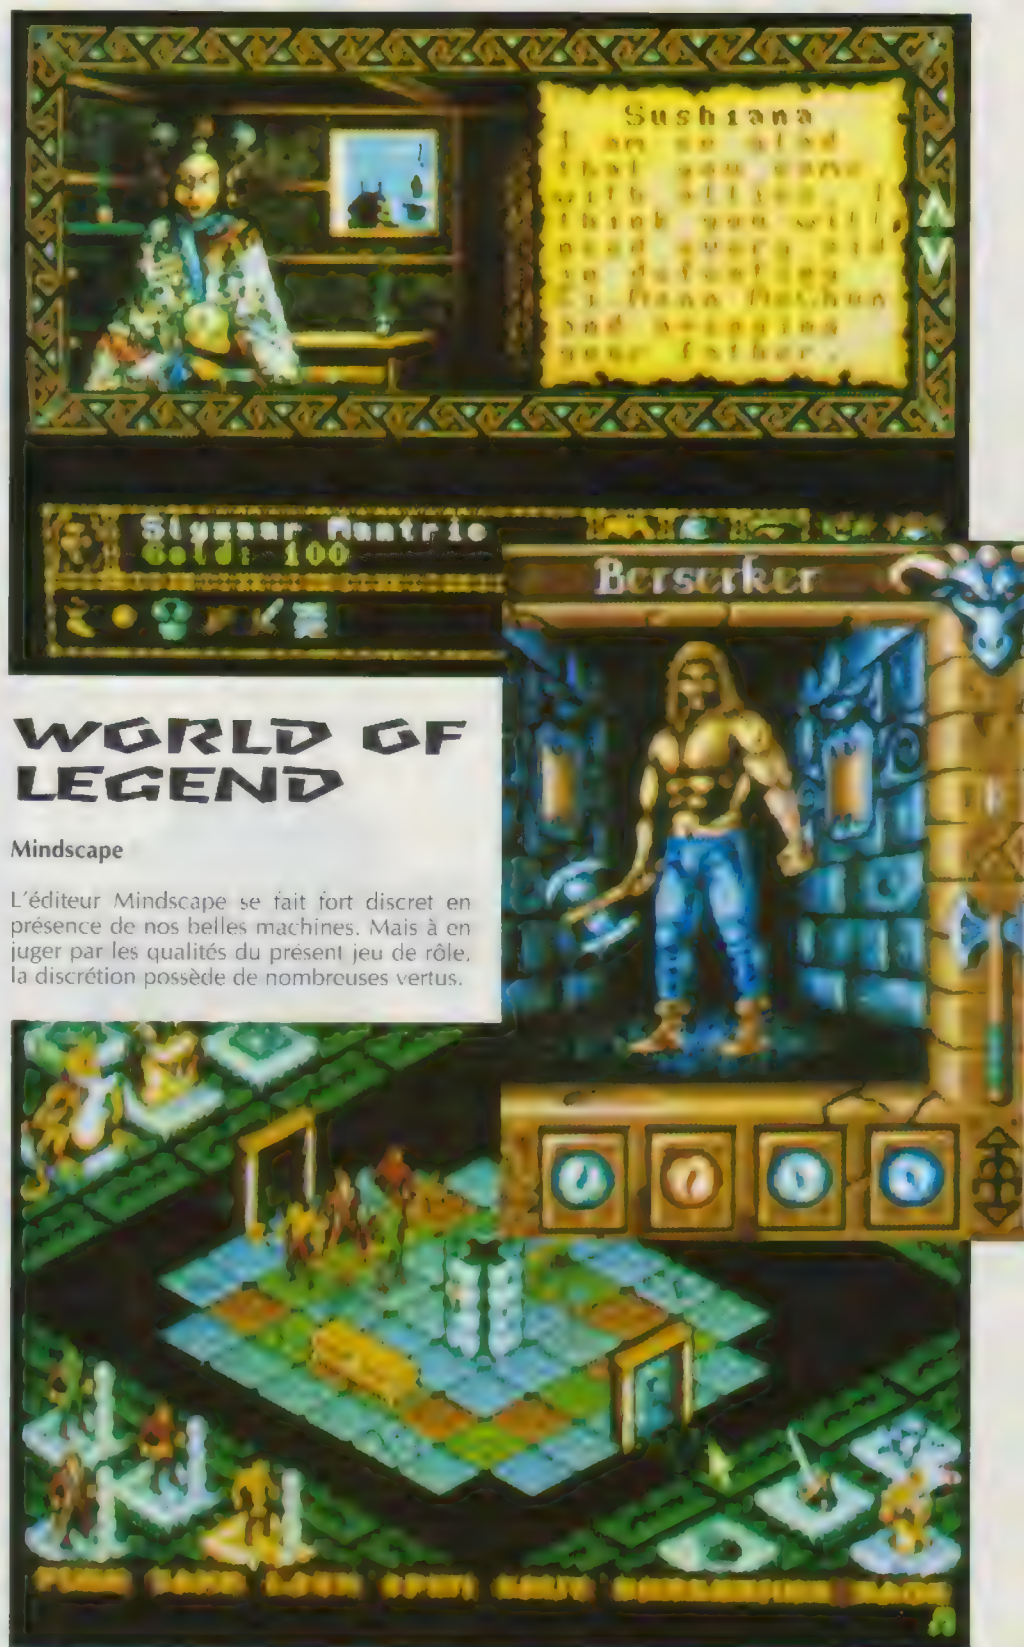 Sushiana
I am so glad
that you came
with allies. I
think you will
need every aid
in defeating
and avenging
your father.
Gold: 100
Berserker
WORLD OF
LEGEND
Mindscape
L'éditeur Mindscape se fait fort discret en
présence de nos belles machines. Mais à en
juger par les qualités du présent jeu de rôle,
la discrétion possède de nombreuses vertus.